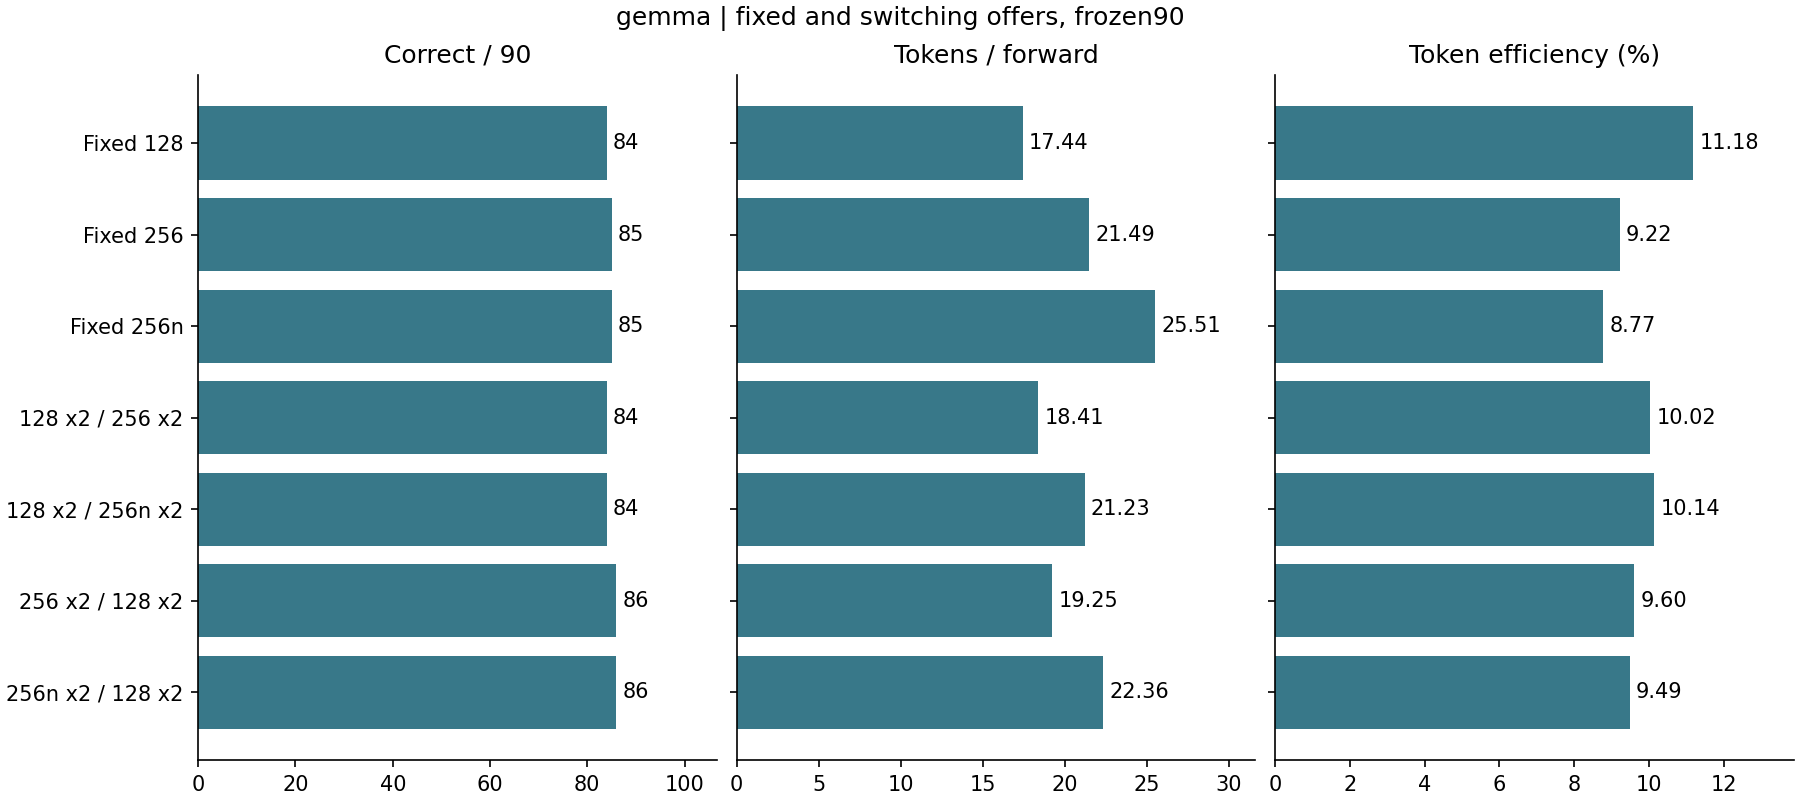 gemma | fixed and switching offers, frozen90
Correct / 90
Tokens / forward
Token efficiency (%)
Fixed 128
84
17.44
11.18
Fixed 256
85
21.49
9.22
Fixed 256n
85
25.51
8.77
128 x2 / 256 x2
84
18.41
10.02
128 x2 / 256n x2
84
21.23
10.14
256 x2 / 128 x2
86
19.25
9.60
256n x2 / 128 x2
86
22.36
9.49
0 20 40 60 80 100
0 5 10 15 20 25 30
0 2 4 6 8 10 12